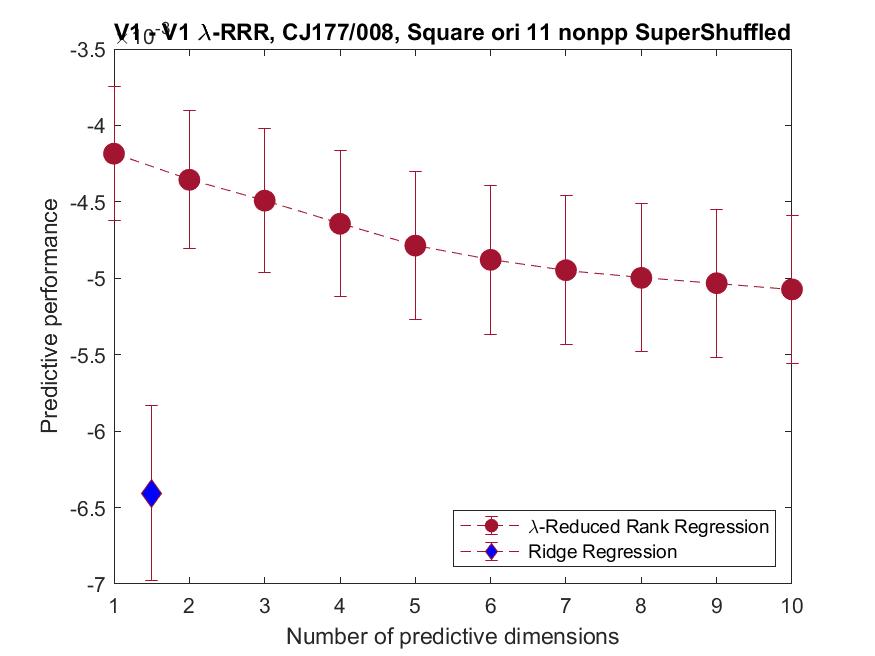 V1 - V1 λ-RRR, CJ177/008, Square ori 11 nonpp SuperShuffled
×10⁻³
-3.5
-4
-4.5
-5
-5.5
-6
-6.5
-7
Predictive performance
λ-Reduced Rank Regression
Ridge Regression
1 2 3 4 5 6 7 8 9 10
Number of predictive dimensions